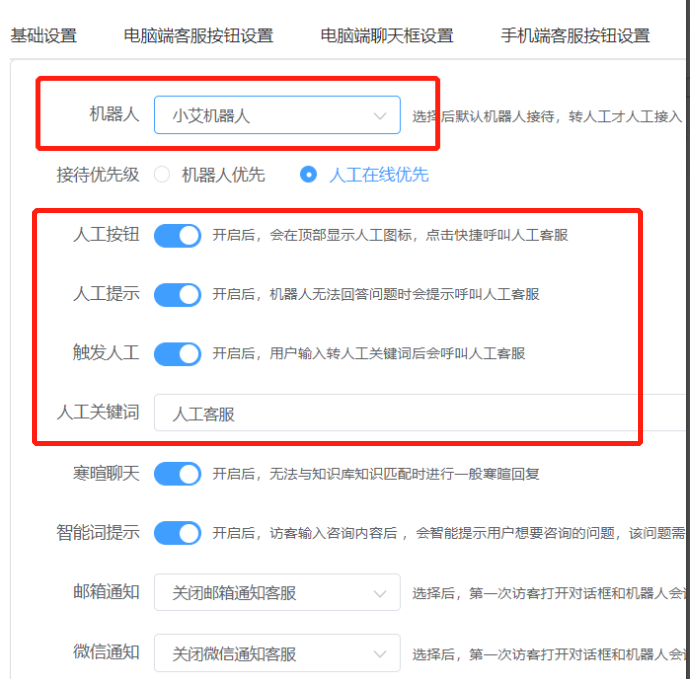 基础设置 电脑端客服按钮设置 电脑端聊天框设置 手机端客服按钮设置
机器人 小艾机器人 选择后默认机器人接待，转人工才人工接入
接待优先级 机器人优先 人工在线优先
人工按钮 开启后，会在顶部显示人工图标，点击快捷呼叫人工客服
人工提示 开启后，机器人无法回答问题时会提示呼叫人工客服
触发人工 开启后，用户输入转人工关键词后会呼叫人工客服
人工关键词 人工客服
寒暄聊天 开启后，无法与知识库知识匹配时进行一般寒暄回复
智能词提示 开启后，访客输入咨询内容后 ，会智能提示用户想要咨询的问题，该问题需
邮箱通知 关闭邮箱通知客服 选择后，第一次访客打开对话框和机器人会
微信通知 关闭微信通知客服 选择后，第一次访客打开对话框和机器人会